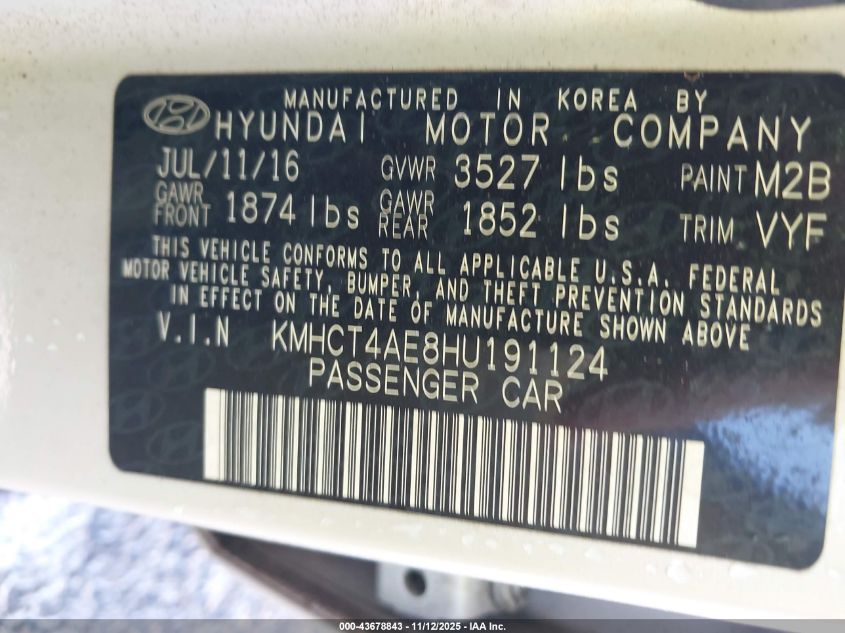 MANUFACTURED IN KOREA BY
HYUNDAI MOTOR COMPANY
JUL/11/16 GVWR 3527 lbs PAINT M2B
GAWR FRONT 1874 lbs GAWR REAR 1852 lbs TRIM VYF
THIS VEHICLE CONFORMS TO ALL APPLICABLE U.S.A. FEDERAL
MOTOR VEHICLE SAFETY, BUMPER, AND THEFT PREVENTION STANDARDS
IN EFFECT ON THE DATE OF MANUFACTURE SHOWN ABOVE
V.I.N KMHCT4AE8HU191124
PASSENGER CAR
000-43678843 - 11/12/2025 - IAA Inc.